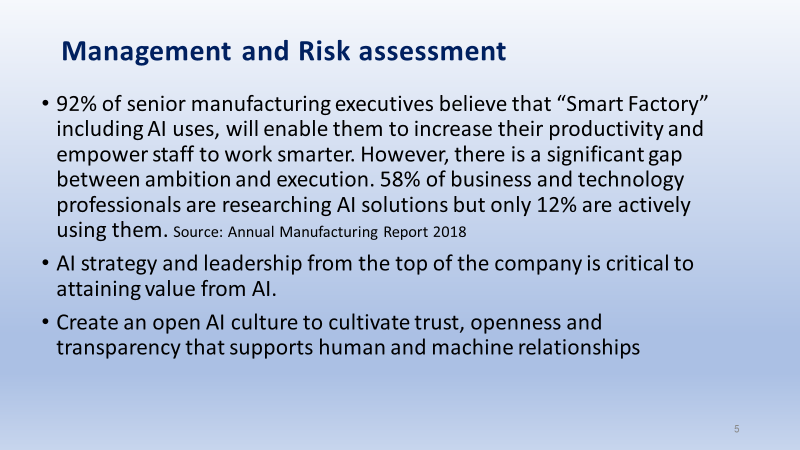 Management and Risk assessment
• 92% of senior manufacturing executives believe that “Smart Factory”
including AI uses, will enable them to increase their productivity and
empower staff to work smarter. However, there is a significant gap
between ambition and execution. 58% of business and technology
professionals are researching AI solutions but only 12% are actively
using them. Source: Annual Manufacturing Report 2018
• AI strategy and leadership from the top of the company is critical to
attaining value from AI.
• Create an open AI culture to cultivate trust, openness and
transparency that supports human and machine relationships
5